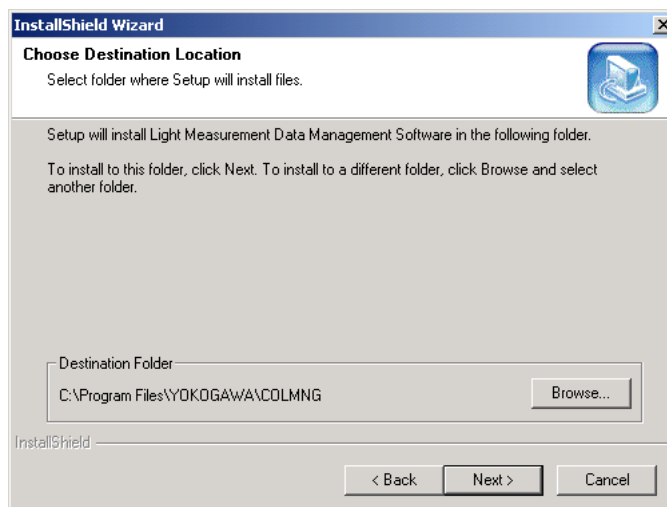 InstallShield Wizard
Choose Destination Location
Select folder where Setup will install files.
Setup will install Light Measurement Data Management Software in the following folder.
To install to this folder, click Next. To install to a different folder, click Browse and select
another folder.
Destination Folder
C:\Program Files\YOKOGAWA\COLMNG
Browse...
InstallShield
< Back
Next >
Cancel